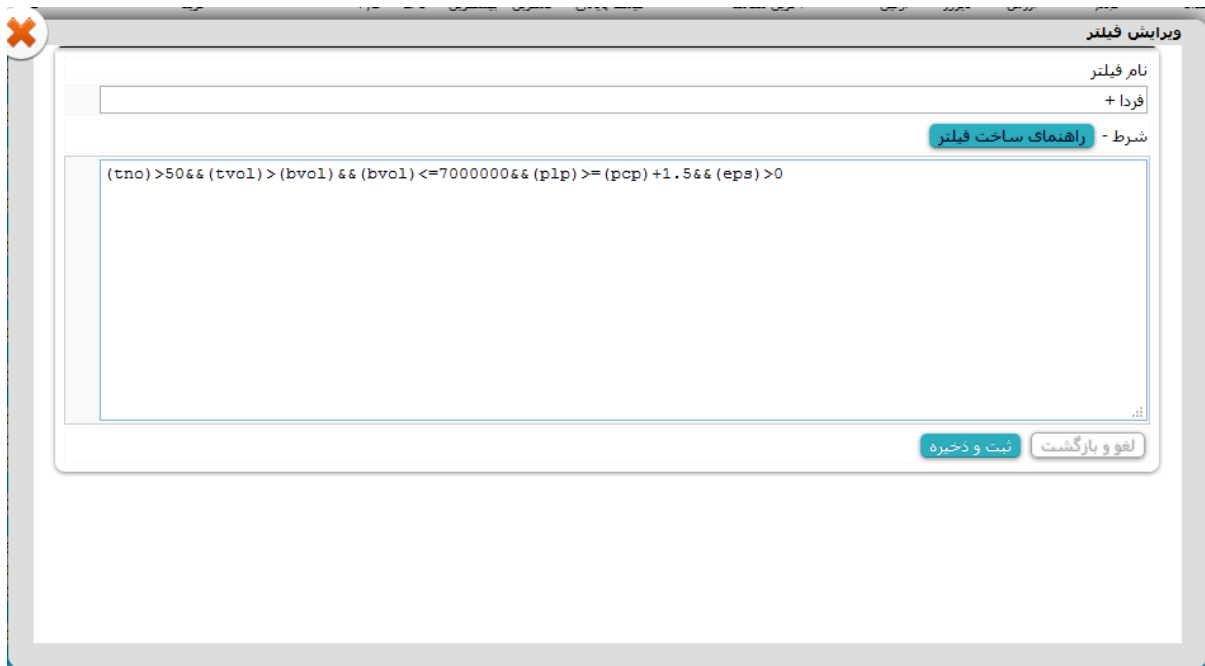 ویرایش فیلتر
نام فیلتر
فردا +
شرط - راهنمای ساخت فیلتر
(tno)>50&&(tvol)>(bvol)&&(bvol)<=7000000&&(plp)>=(pcp)+1.5&&(eps)>0
لغو و بازگشت ثبت و ذخیره